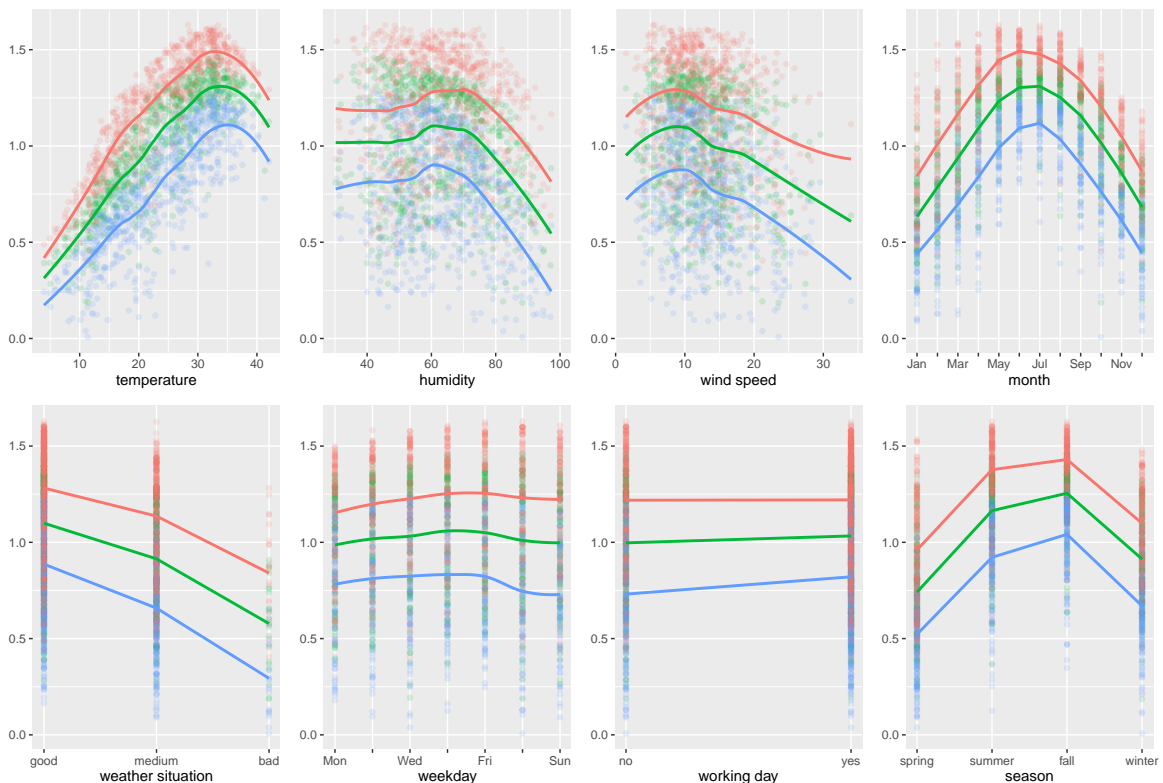 1.5 1.5 1.5 1.5
1.0 1.0 1.0 1.0
0.5 0.5 0.5 0.5
0.0 0.0 0.0 0.0
10 20 30 40 40 60 80 100 0 10 20 30 Jan Mar May Jul Sep Nov
temperature humidity wind speed month
1.5 1.5 1.5 1.5
1.0 1.0 1.0 1.0
0.5 0.5 0.5 0.5
0.0 0.0 0.0 0.0
good medium bad Mon Wed Fri Sun no yes spring summer fall winter
weather situation weekday working day season